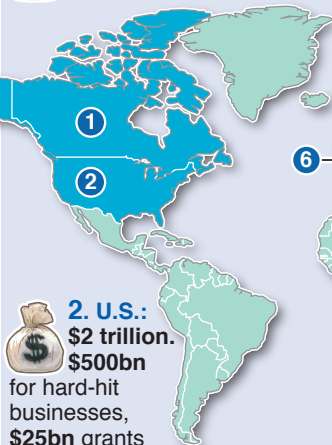 1
2
6
2. U.S.:
$
$2 trillion.
$500bn
for hard-hit
businesses,
$25bn grants